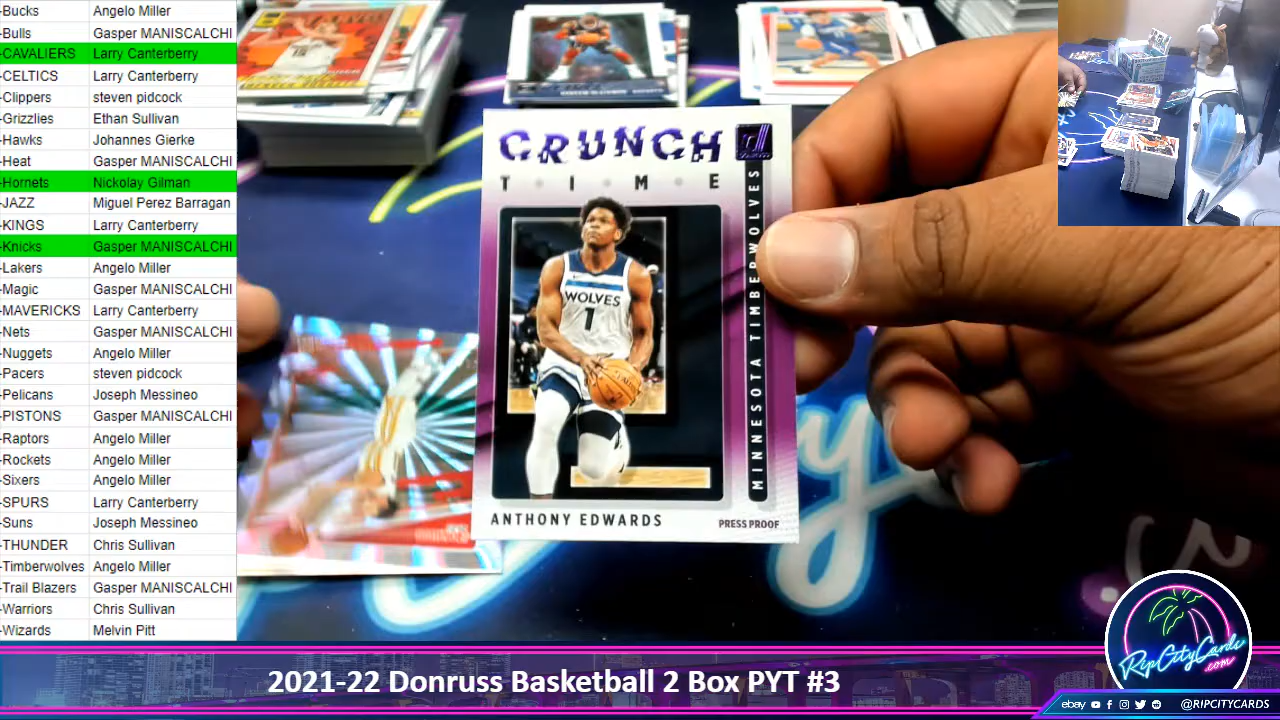 -Bucks Angelo Miller
-Bulls Gasper MANISCALCHI
-CAVALIERS Larry Canterberry
-CELTICS Larry Canterberry
-Clippers steven pidcock
-Grizzlies Ethan Sullivan
-Hawks Johannes Gierke
-Heat Gasper MANISCALCHI
-Hornets Nickolay Gilman
-JAZZ Miguel Perez Barragan
-KINGS Larry Canterberry
-Knicks Gasper MANISCALCHI
-Lakers Angelo Miller
-Magic Gasper MANISCALCHI
-MAVERICKS Larry Canterberry
-Nets Gasper MANISCALCHI
-Nuggets Angelo Miller
-Pacers steven pidcock
-Pelicans Joseph Messineo
-PISTONS Gasper MANISCALCHI
-Raptors Angelo Miller
-Rockets Angelo Miller
-Sixers Angelo Miller
-SPURS Larry Canterberry
-Suns Joseph Messineo
-THUNDER Chris Sullivan
-Timberwolves Angelo Miller
-Trail Blazers Gasper MANISCALCHI
-Warriors Chris Sullivan
-Wizards Melvin Pitt
CRUNCH
T I M E
MINNESOTA TIMBERWOLVES
WOLVES
1
ANTHONY EDWARDS
PRESS PROOF
RipCityCards
.com
2021-22 Donruss Basketball 2 Box PYT #3
ebay
@RIPCITYCARDS